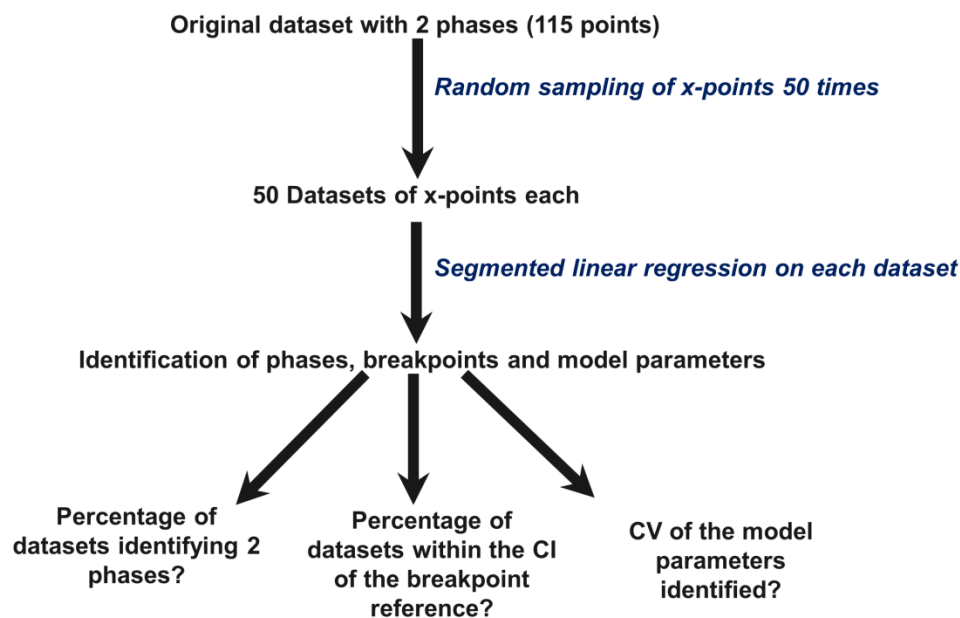 Original dataset with 2 phases (115 points)
Random sampling of x-points 50 times
50 Datasets of x-points each
Segmented linear regression on each dataset
Identification of phases, breakpoints and model parameters
Percentage of
datasets identifying 2
phases?
Percentage of
datasets within the CI
of the breakpoint
reference?
CV of the model
parameters
identified?